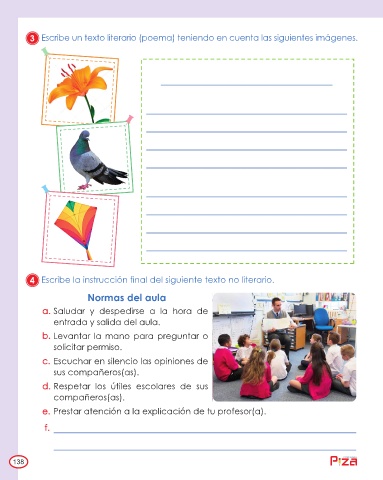 3 Escribe un texto literario (poema) teniendo en cuenta las siguientes imágenes.
4 Escribe la instrucción final del siguiente texto no literario.
Normas del aula
a. Saludar y despedirse a la hora de
entrada y salida del aula.
b. Levantar la mano para preguntar o
solicitar permiso.
c. Escuchar en silencio las opiniones de
sus compañeros(as).
d. Respetar los útiles escolares de sus
compañeros(as).
e. Prestar atención a la explicación de tu profesor(a).
f.
138